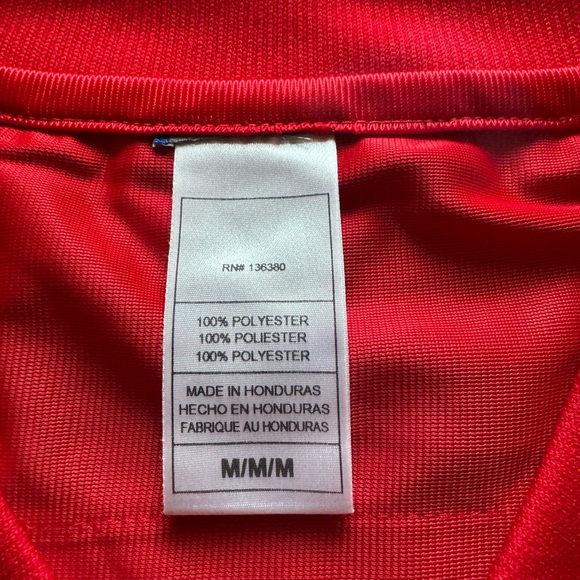 RN# 136380
100% POLYESTER
100% POLIESTER
100% POLYESTER
MADE IN HONDURAS
HECHO EN HONDURAS
FABRIQUE AU HONDURAS
M/M/M